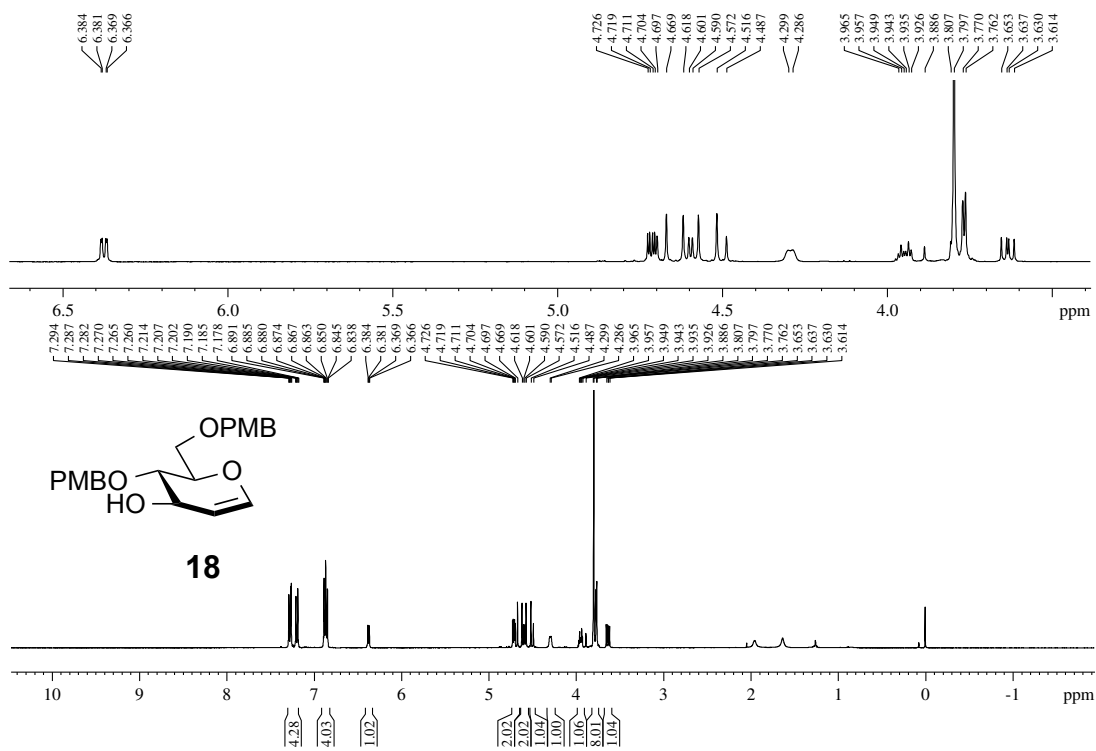 6.384 6.381 6.369 6.366 4.726 4.719 4.711 4.704 4.697 4.669 4.618 4.601 4.590 4.572 4.516 4.487 4.299 4.286 3.965 3.957 3.949 3.943 3.935 3.926 3.886 3.807 3.797 3.770 3.762 3.653 3.637 3.630 3.614
6.5 6.0 5.5 5.0 4.5 4.0 ppm
7.294 7.287 7.282 7.270 7.265 7.260 7.214 7.207 7.202 7.190 7.185 7.178 6.891 6.885 6.880 6.874 6.867 6.863 6.850 6.845 6.838 6.384 6.381 6.369 6.366 4.726 4.719 4.711 4.704 4.697 4.669 4.618 4.601 4.590 4.572 4.516 4.487 4.299 4.286 3.965 3.957 3.949 3.943 3.935 3.926 3.886 3.807 3.797 3.770 3.762 3.653 3.637 3.630 3.614
OPMB
PMBO
O
HO
18
10 9 8 7 6 5 4 3 2 1 0 -1 ppm
4.28 4.03 1.02 2.02 2.02 1.04 1.00 1.06 8.01 1.04